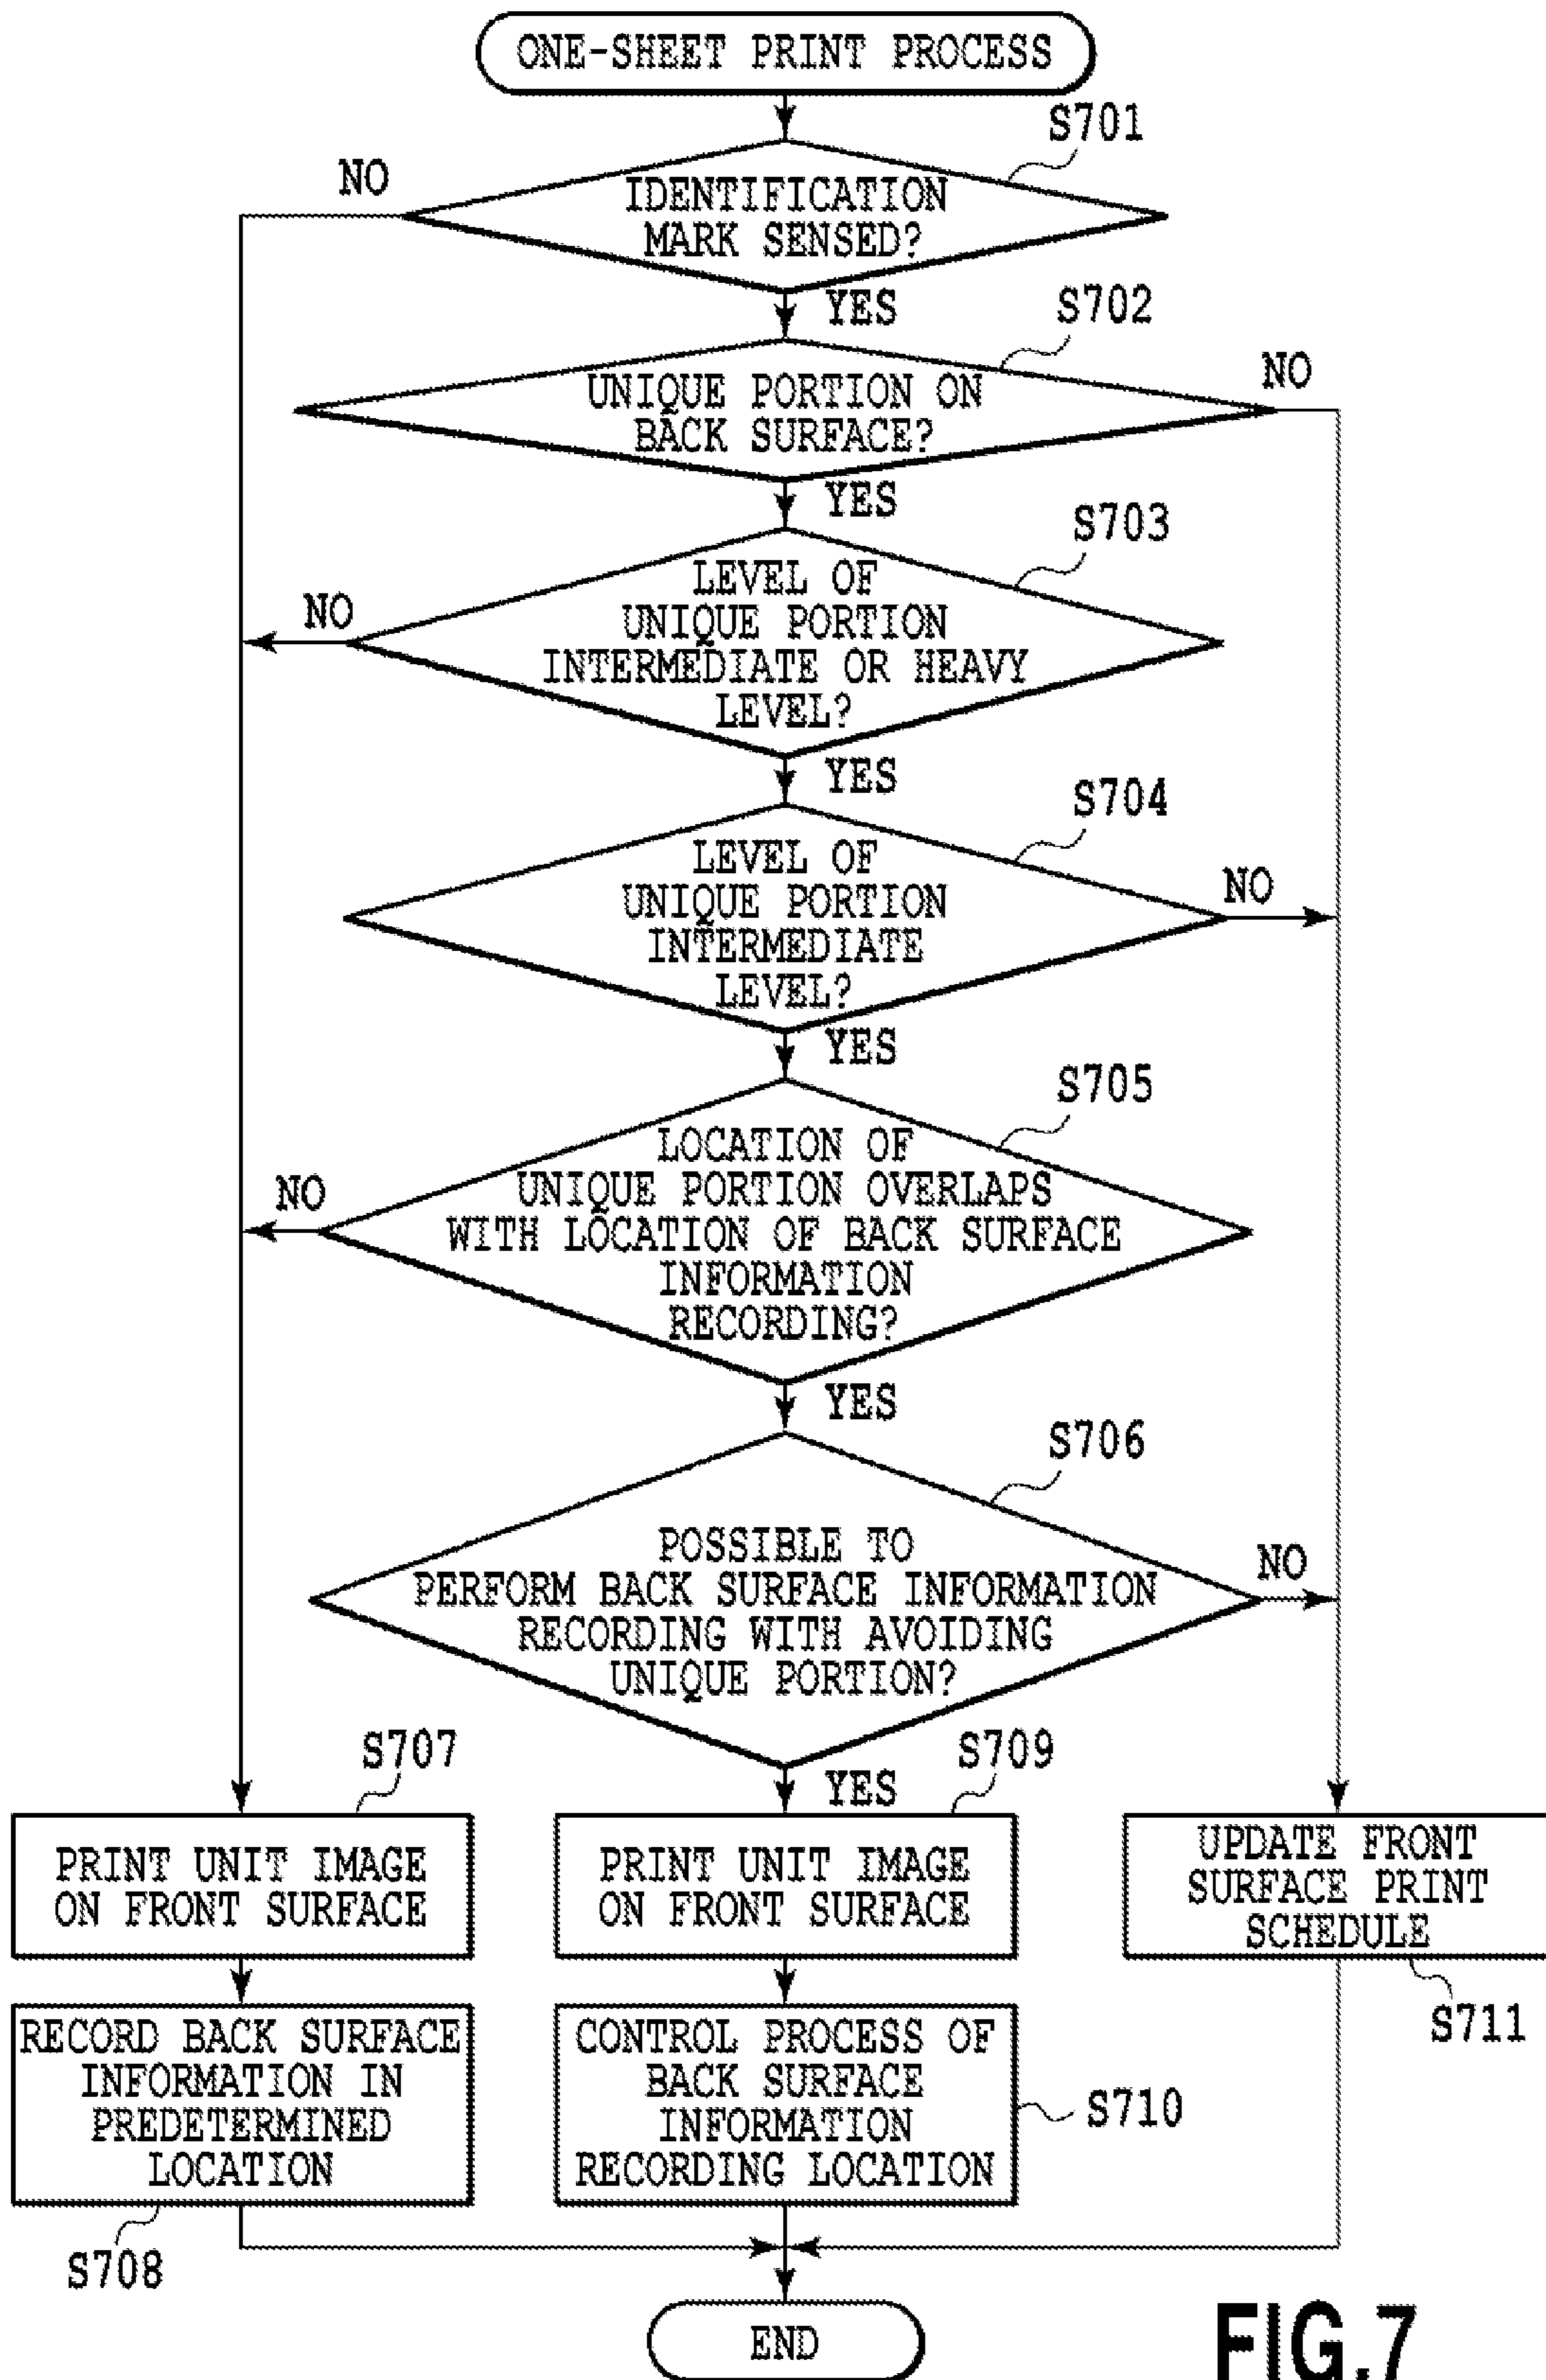 ONE-SHEET PRINT PROCESS
S701
NO
IDENTIFICATION
MARK SENSED?
YES
S702
NO
UNIQUE PORTION ON
BACK SURFACE?
YES
S703
NO
LEVEL OF
UNIQUE PORTION
INTERMEDIATE OR HEAVY
LEVEL?
YES
S704
LEVEL OF
UNIQUE PORTION
INTERMEDIATE
LEVEL?
NO
YES
S705
NO
LOCATION OF
UNIQUE PORTION OVERLAPS
WITH LOCATION OF BACK SURFACE
INFORMATION
RECORDING?
YES
S706
POSSIBLE TO
PERFORM BACK SURFACE INFORMATION
RECORDING WITH AVOIDING
UNIQUE PORTION?
NO
YES
S707
PRINT UNIT IMAGE
ON FRONT SURFACE
S709
PRINT UNIT IMAGE
ON FRONT SURFACE
UPDATE FRONT
SURFACE PRINT
SCHEDULE
S711
RECORD BACK SURFACE
INFORMATION IN
PREDETERMINED
LOCATION
S708
CONTROL PROCESS OF
BACK SURFACE
INFORMATION
RECORDING LOCATION
S710
END
FIG.7